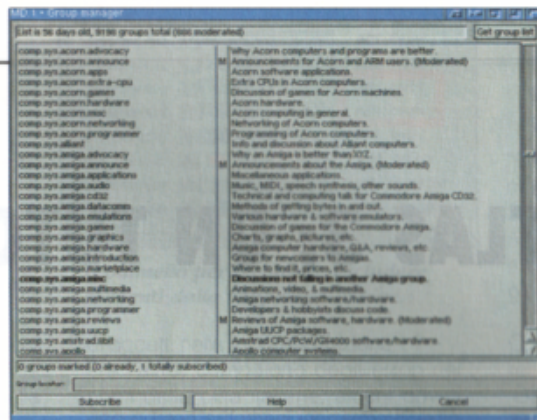 MD 1 • Group manager
List is 56 days old, 9198 groups total (886 moderated)
Get group list
comp.sys.acorn.advocacy Why Acorn computers and programs are better.
comp.sys.acorn.announce M Announcements for Acorn and ARM users. (Moderated)
comp.sys.acorn.apps Acorn software applications.
comp.sys.acorn.extra-cpu Extra CPUs in Acorn computers.
comp.sys.acorn.games Discussion of games for Acorn machines.
comp.sys.acorn.hardware Acorn hardware.
comp.sys.acorn.misc Acorn computing in general.
comp.sys.acorn.networking Networking of Acorn computers.
comp.sys.acorn.programmer Programming of Acorn computers.
comp.sys.alliant Info and discussion about Alliant computers.
comp.sys.amiga.advocacy Why an Amiga is better than XYZ.
comp.sys.amiga.announce M Announcements about the Amiga. (Moderated)
comp.sys.amiga.applications Miscellaneous applications.
comp.sys.amiga.audio Music, MIDI, speech synthesis, other sounds.
comp.sys.amiga.cd32 Technical and computing talk for Commodore Amiga CD32.
comp.sys.amiga.datacomm Methods of getting bytes in and out.
comp.sys.amiga.emulations Various hardware & software emulators.
comp.sys.amiga.games Discussion of games for the Commodore Amiga.
comp.sys.amiga.graphics Charts, graphs, pictures, etc.
comp.sys.amiga.hardware Amiga computer hardware, Q&A, reviews, etc.
comp.sys.amiga.introduction Group for newcomers to Amigas.
comp.sys.amiga.marketplace Where to find it, prices, etc.
comp.sys.amiga.misc Discussions not falling in another Amiga group.
comp.sys.amiga.multimedia Animations, video, & multimedia.
comp.sys.amiga.networking Amiga networking software/hardware.
comp.sys.amiga.programmer Developers & hobbyists discuss code.
comp.sys.amiga.reviews M Reviews of Amiga software, hardware. (Moderated)
comp.sys.amiga.uucp Amiga UUCP packages.
comp.sys.amstrad.8bit Amstrad CPC/PcW/GX4000 software/hardware.
comp.sys.apollo Apollo computer systems.
0 groups marked (0 already, 1 totally subscribed)
Group locator:
Subscribe Help Cancel